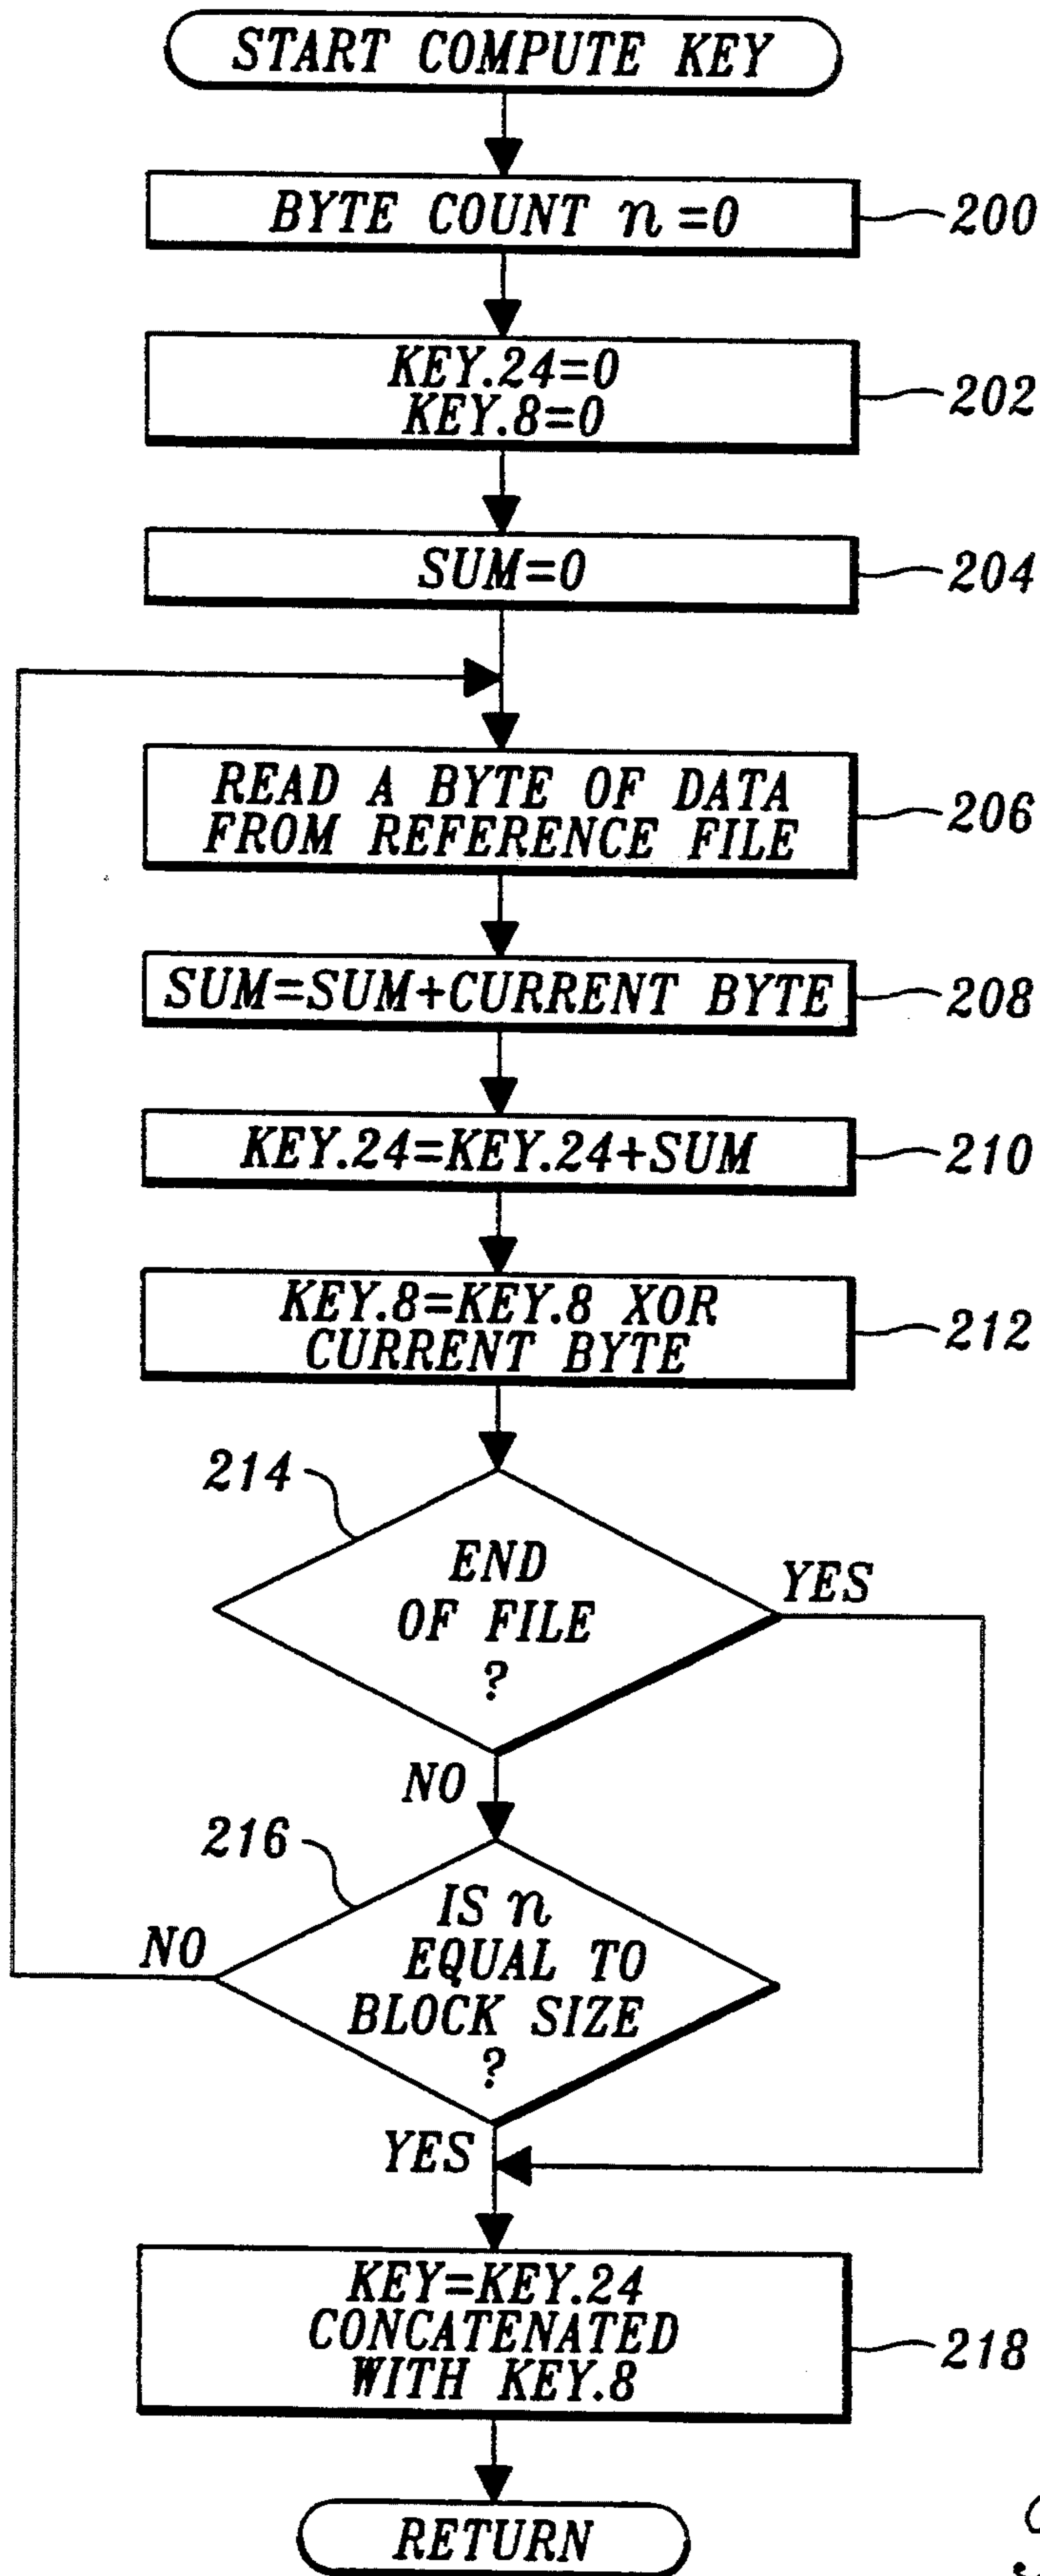 START COMPUTE KEY
BYTE COUNT n =0
200
KEY.24=0
KEY.8=0
202
SUM=0
204
READ A BYTE OF DATA
FROM REFERENCE FILE
206
SUM=SUM+CURRENT BYTE
208
KEY.24=KEY.24+SUM
210
KEY.8=KEY.8 XOR
CURRENT BYTE
212
214
END
OF FILE
?
YES
NO
216
IS n
EQUAL TO
BLOCK SIZE
?
NO
YES
KEY=KEY.24
CONCATENATED
WITH KEY.8
218
RETURN